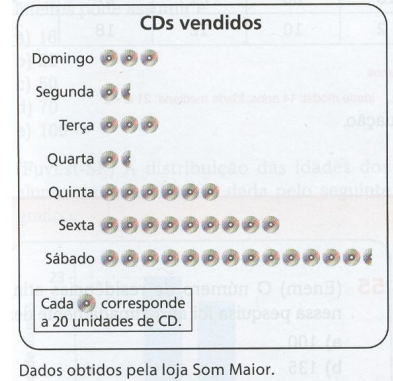 CDs vendidos
Domingo
Segunda
Terça
Quarta
Quinta
Sexta
Sábado
Cada corresponde
a 20 unidades de CD.
Dados obtidos pela loja Som Maior.